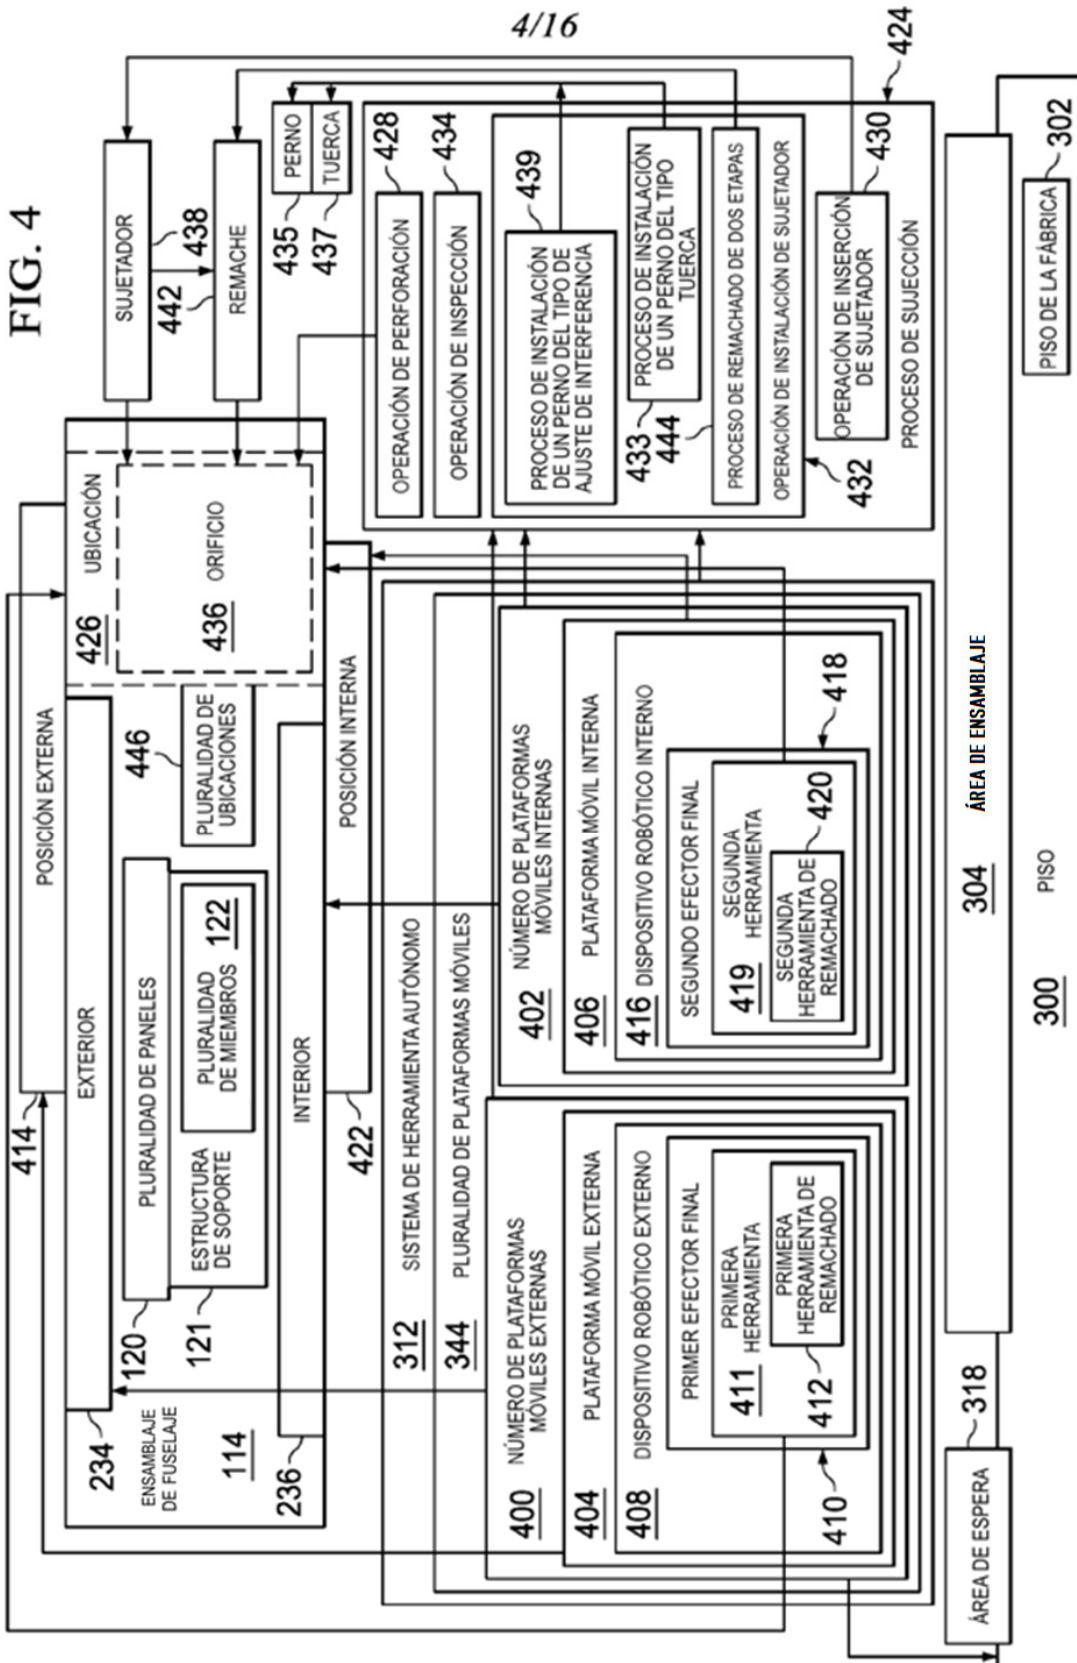 4/16
FIG. 4
POSICIÓN EXTERNA
414
EXTERIOR
234
ENSAMBLAJE
DE FUSELAJE
114
PLURALIDAD DE PANELES
120
ESTRUCTURA
DE SOPORTE
121
PLURALIDAD
DE MIEMBROS
122
446
PLURALIDAD DE
UBICACIONES
UBICACIÓN
426
ORIFICIO
436
INTERIOR
236
POSICIÓN INTERNA
422
SUJETADOR
438
442
REMACHE
PERNO
435
TUERCA
437
SISTEMA DE HERRAMIENTA AUTÓNOMO
312
PLURALIDAD DE PLATAFORMAS MÓVILES
344
NÚMERO DE PLATAFORMAS
MÓVILES EXTERNAS
400
PLATAFORMA MÓVIL EXTERNA
404
DISPOSITIVO ROBÓTICO EXTERNO
408
PRIMER EFECTOR FINAL
410
PRIMERA
HERRAMIENTA
411
PRIMERA
HERRAMIENTA DE
REMACHADO
412
NÚMERO DE PLATAFORMAS
MÓVILES INTERNAS
402
PLATAFORMA MÓVIL INTERNA
406
DISPOSITIVO ROBÓTICO INTERNO
416
SEGUNDO EFECTOR FINAL
418
SEGUNDA
HERRAMIENTA
419
SEGUNDA
HERRAMIENTA DE
REMACHADO
420
OPERACIÓN DE PERFORACIÓN
428
OPERACIÓN DE INSPECCIÓN
434
439
PROCESO DE INSTALACIÓN
DE UN PERNO DEL TIPO DE
AJUSTE DE INTERFERENCIA
433
PROCESO DE INSTALACIÓN
DE UN PERNO DEL TIPO
TUERCA
444
PROCESO DE REMACHADO DE DOS ETAPAS
OPERACIÓN DE INSTALACIÓN DE SUJETADOR
432
OPERACIÓN DE INSERCIÓN
DE SUJETADOR
430
PROCESO DE SUJECIÓN
424
ÁREA DE ESPERA
318
ÁREA DE ENSAMBLAJE
304
PISO DE LA FÁBRICA
302
PISO
300